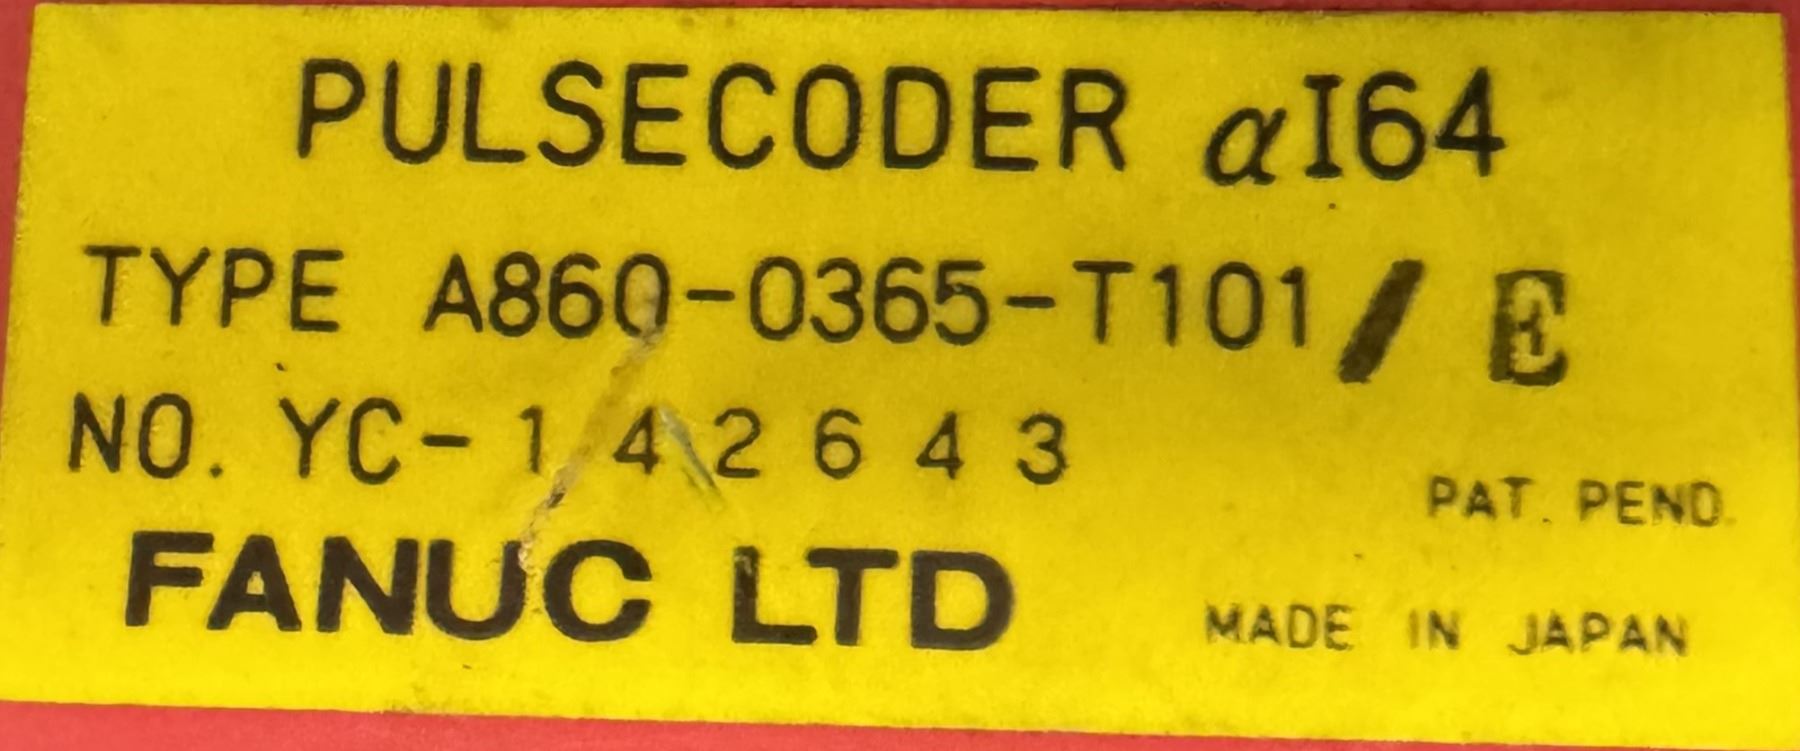 PULSECODER αI64
TYPE A860-0365-T101/E
NO. YC-142643
PAT. PEND.
FANUC LTD
MADE IN JAPAN